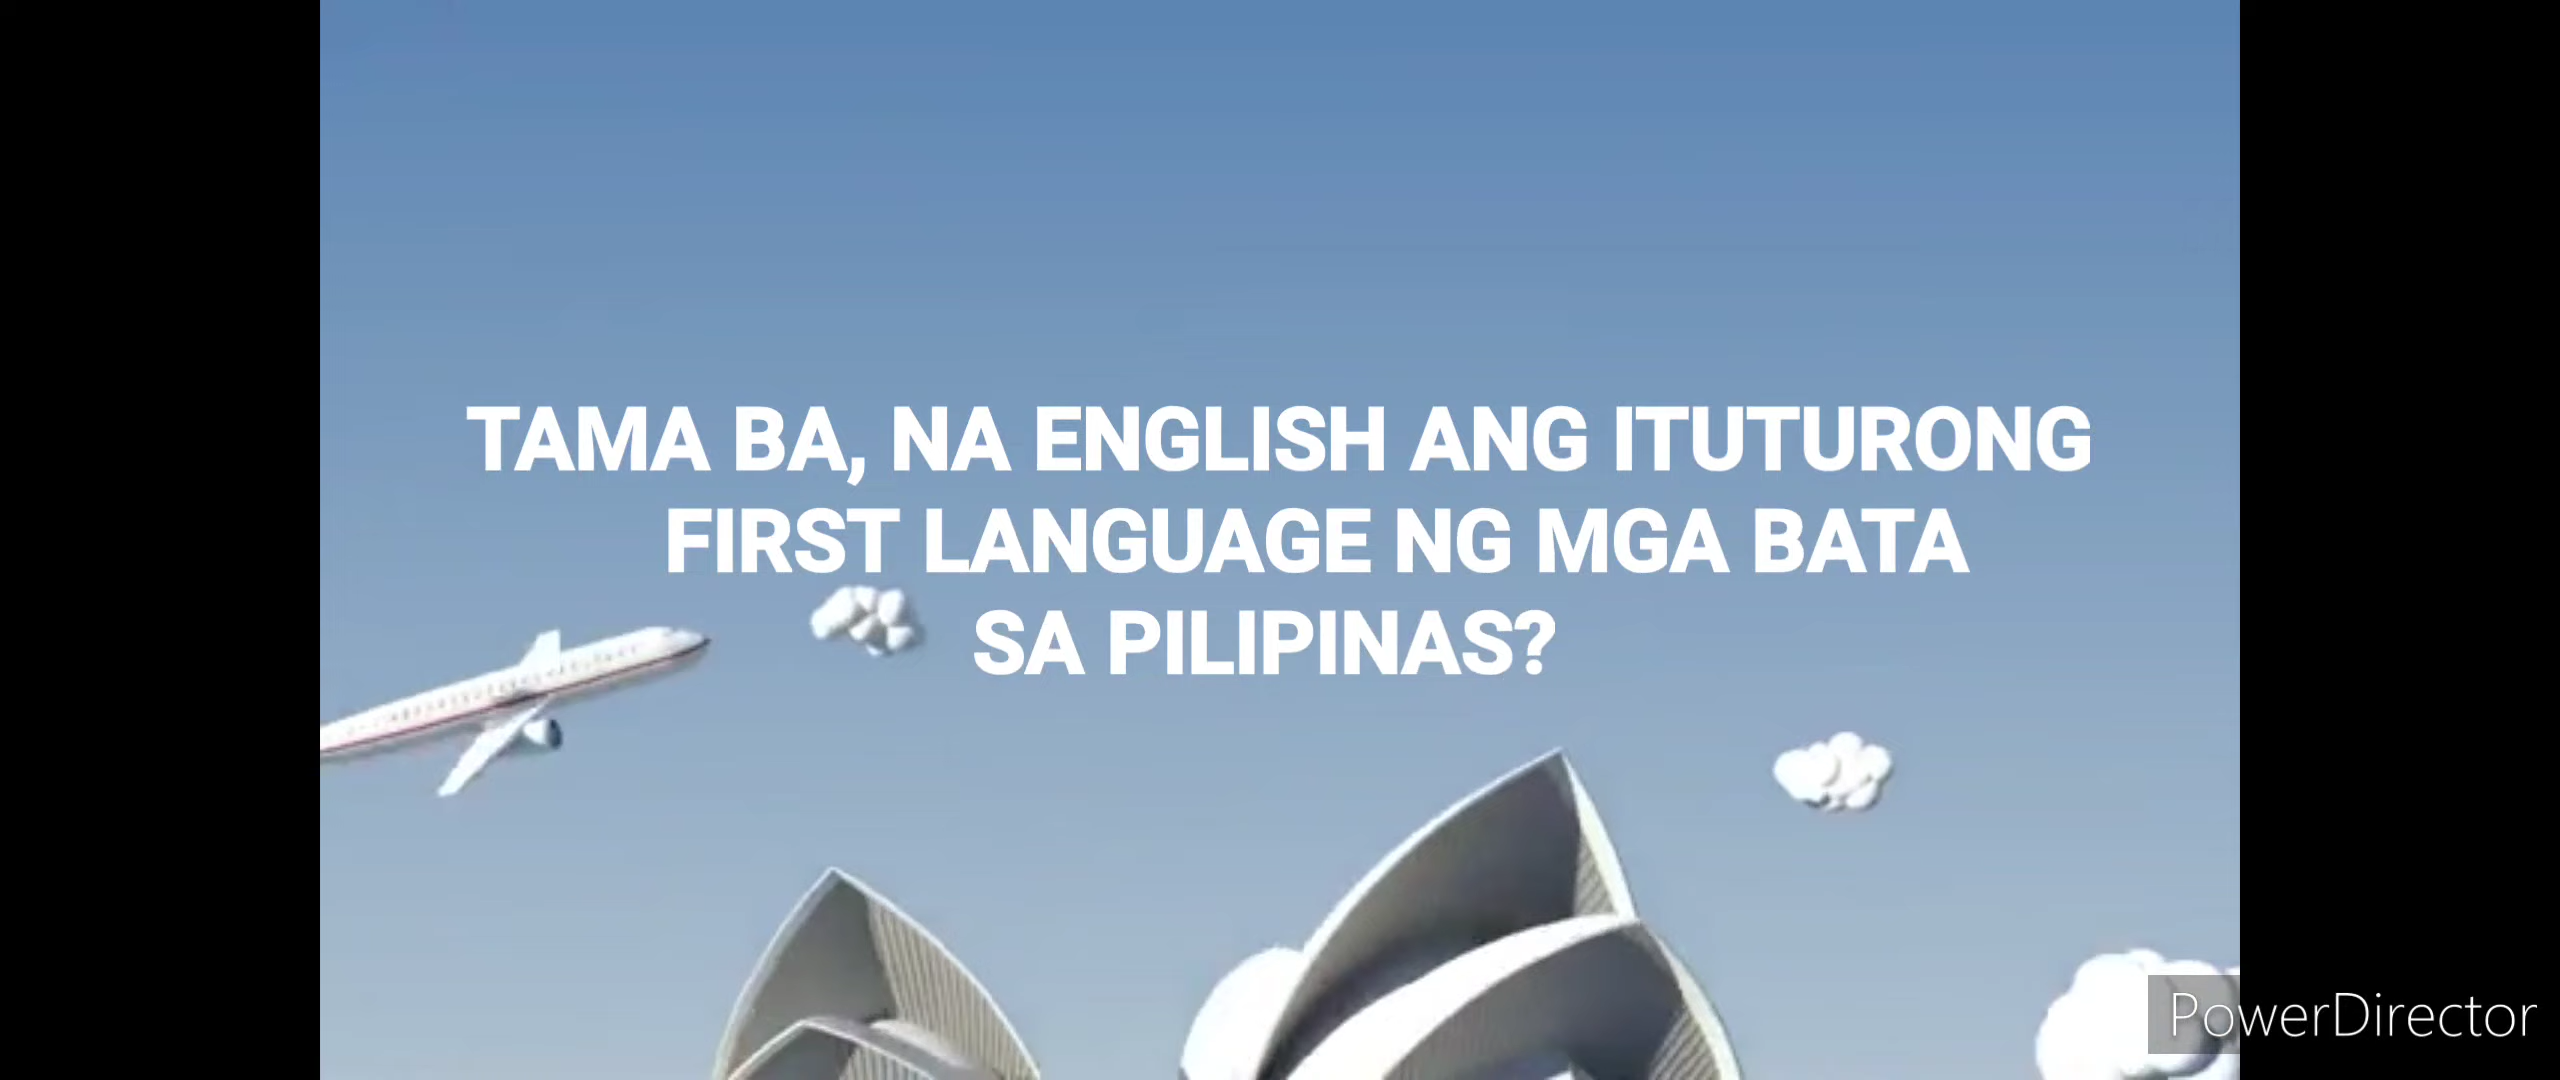 TAMA BA, NA ENGLISH ANG ITUTURONG
FIRST LANGUAGE NG MGA BATA
SA PILIPINAS?
PowerDirector